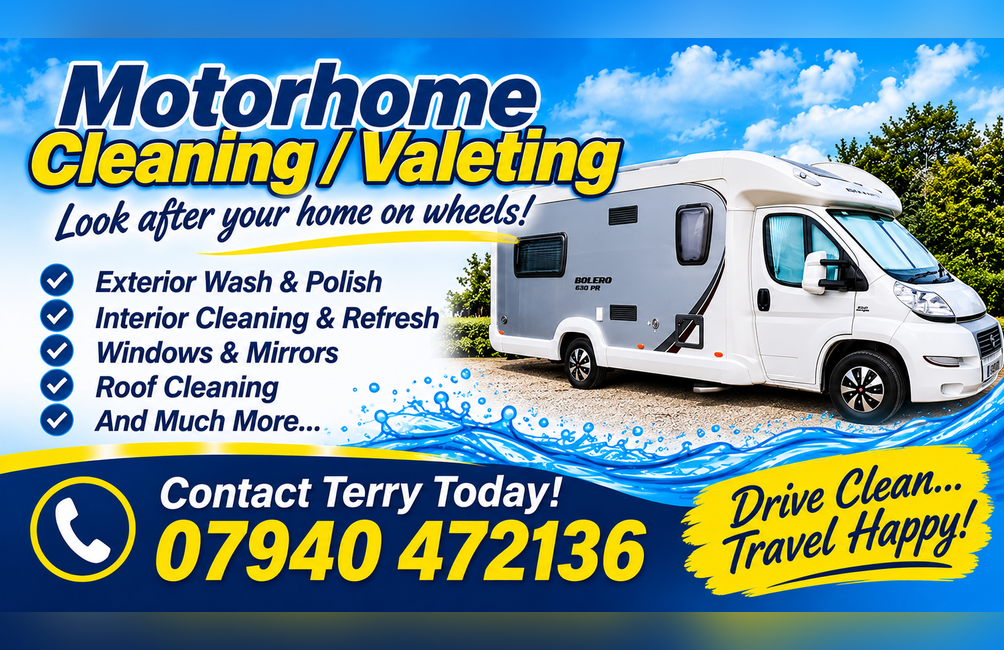 Motorhome
Cleaning / Valeting
Look after your home on wheels!
Exterior Wash & Polish
Interior Cleaning & Refresh
Windows & Mirrors
Roof Cleaning
And Much More...
BOLERO
630 PR
Contact Terry Today!
07940 472136
Drive Clean...
Travel Happy!